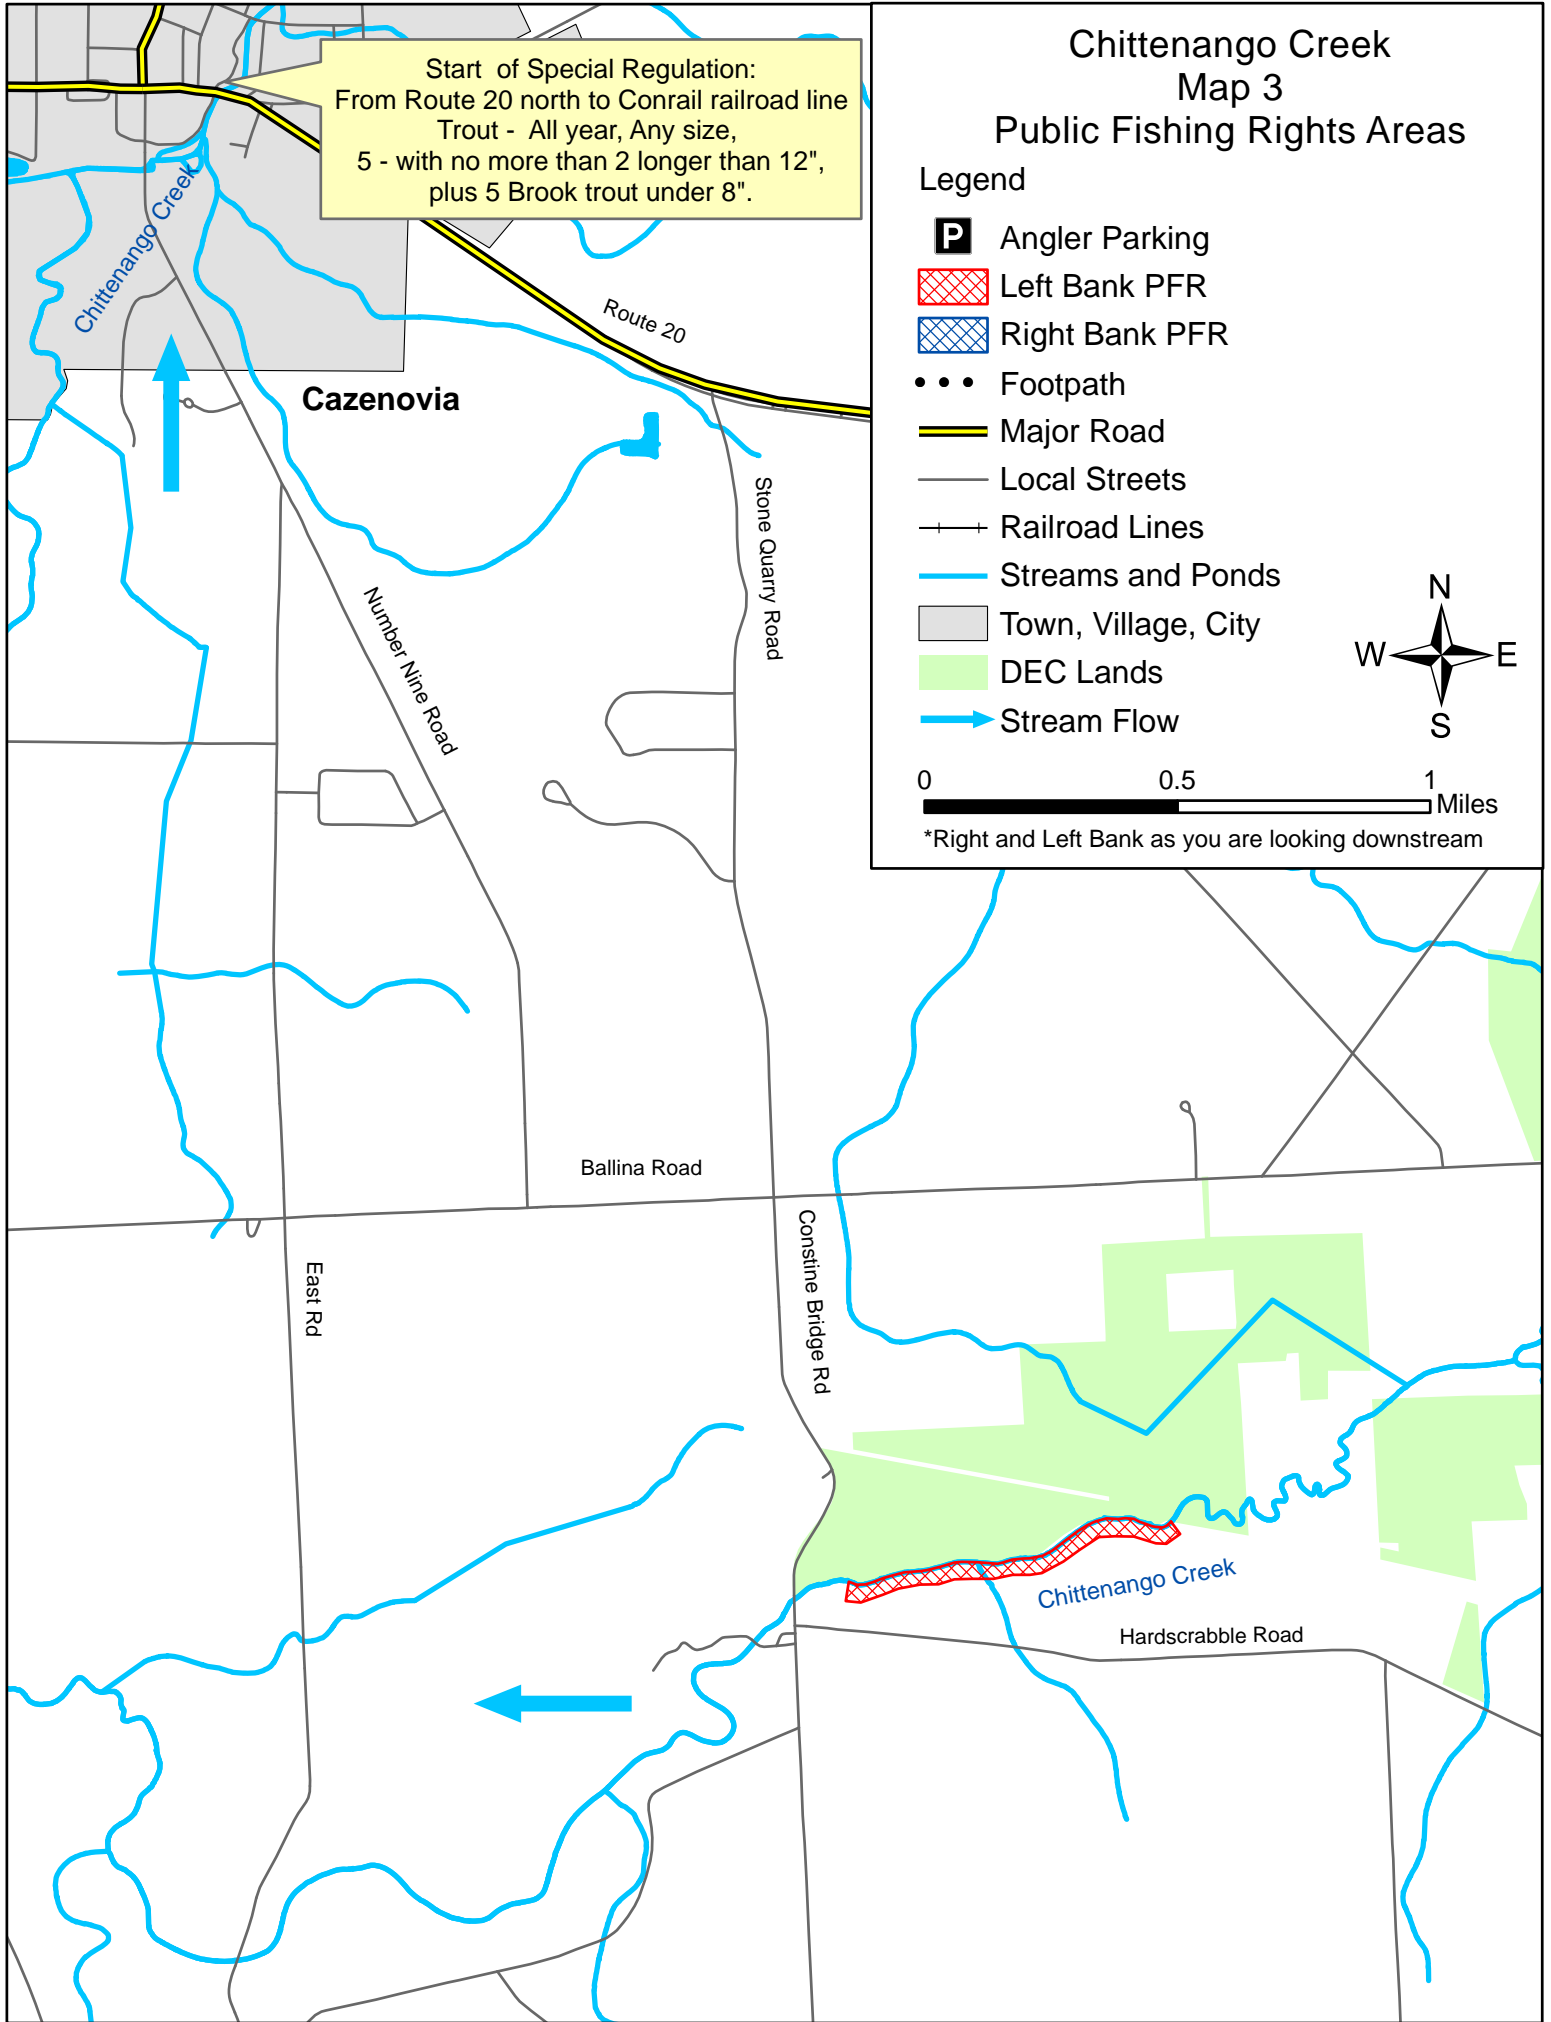 Start of Special Regulation:
From Route 20 north to Conrail railroad line
Trout - All year, Any size,
5 - with no more than 2 longer than 12",
plus 5 Brook trout under 8".
Chittenango Creek
Map 3
Public Fishing Rights Areas
Legend
P Angler Parking
Left Bank PFR
Right Bank PFR
Footpath
Major Road
Local Streets
Railroad Lines
Streams and Ponds
Town, Village, City
DEC Lands
Stream Flow
N
W E
S
0 0.5 1
Miles
*Right and Left Bank as you are looking downstream
Chittenango Creek
Route 20
Cazenovia
Stone Quarry Road
Number Nine Road
Ballina Road
Constine Bridge Rd
East Rd
Chittenango Creek
Hardscrabble Road